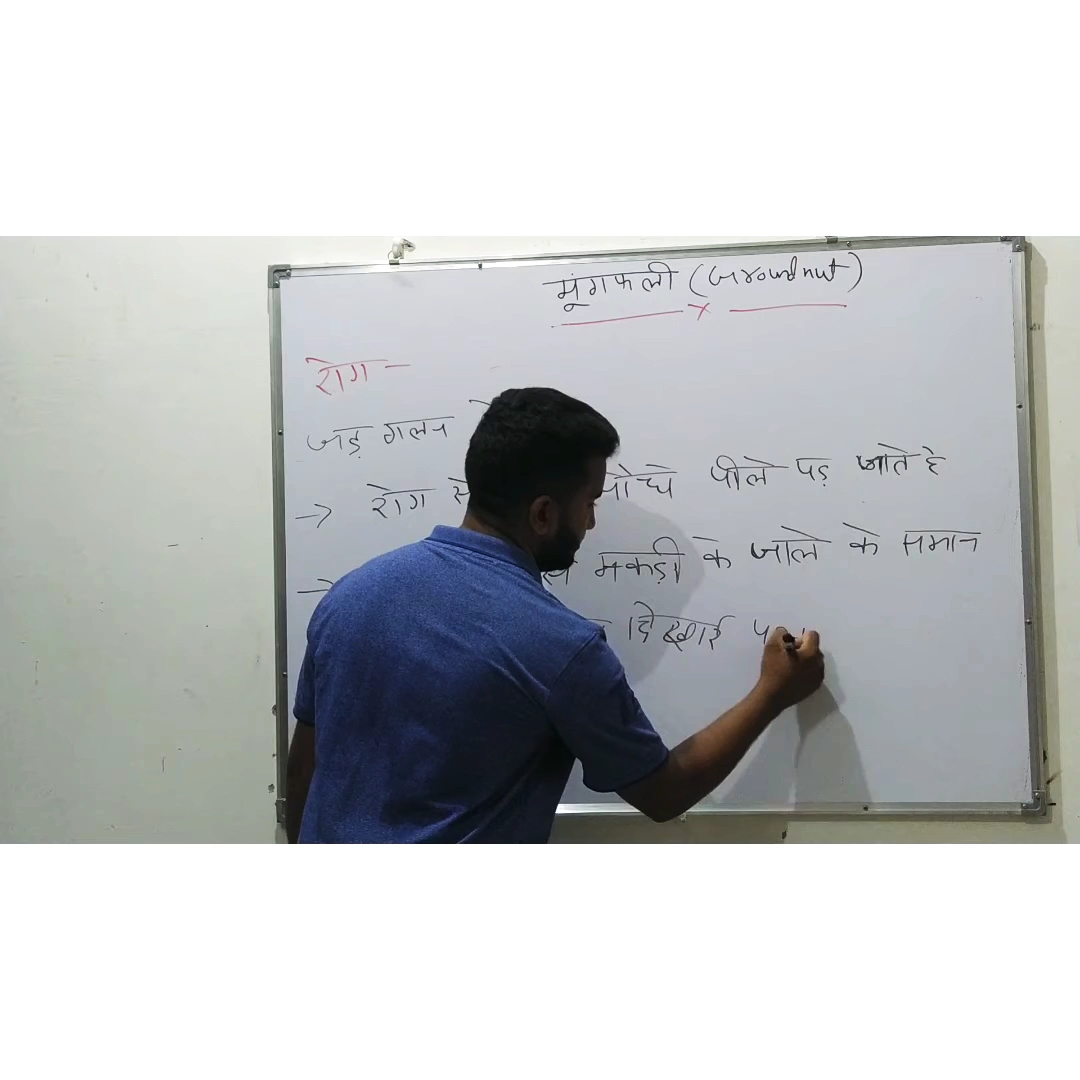 मूंगफली (Groundnut)
रोग -
जड़ गलन
→ रोग से पौधे पीले पड़ जाते है
→ मकड़ी के जाले के समान
दिखाई